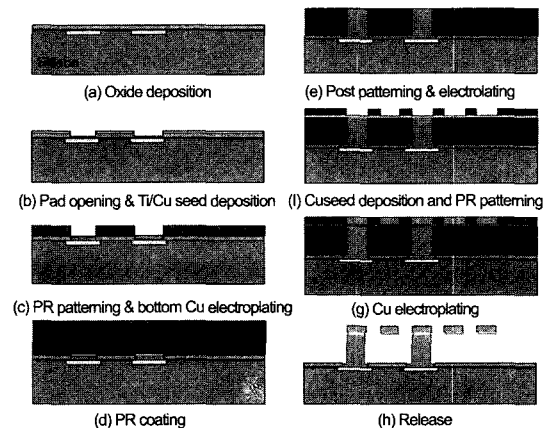 (a) Oxide deposition
(b) Pad opening & Ti/Cu seed deposition
(c) PR patterning & bottom Cu electroplating
(d) PR coating
(e) Post patterning & electrolating
(l) Cuseed deposition and PR patterning
(g) Cu electroplating
(h) Release